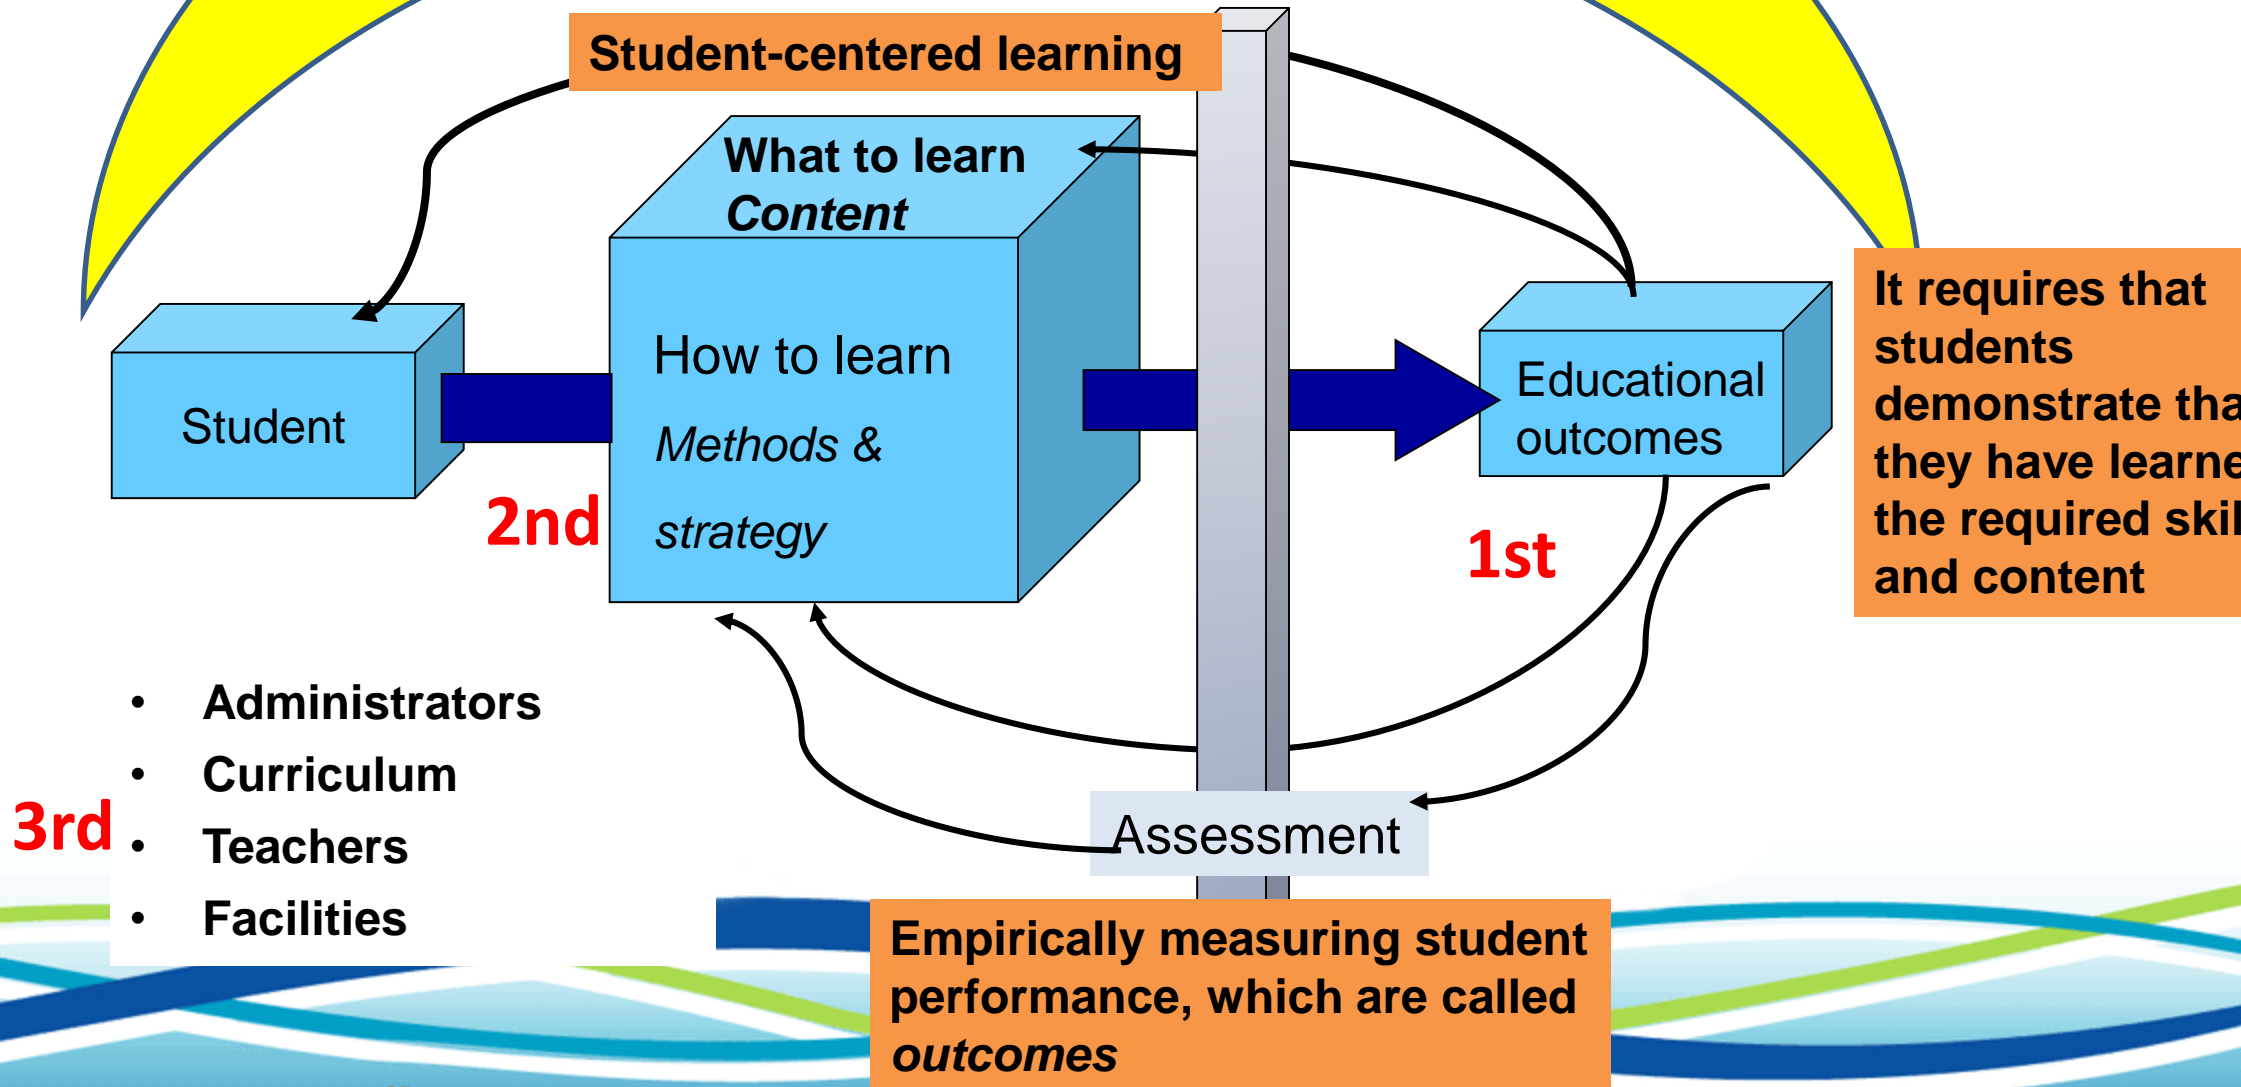 Student-centered learning
What to learn
Content
How to learn
Methods &
strategy
Student
Educational
outcomes
It requires that
students
demonstrate tha
they have learne
the required skil
and content
2nd
1st
3rd
• Administrators
• Curriculum
• Teachers
• Facilities
Assessment
Empirically measuring student
performance, which are called
outcomes